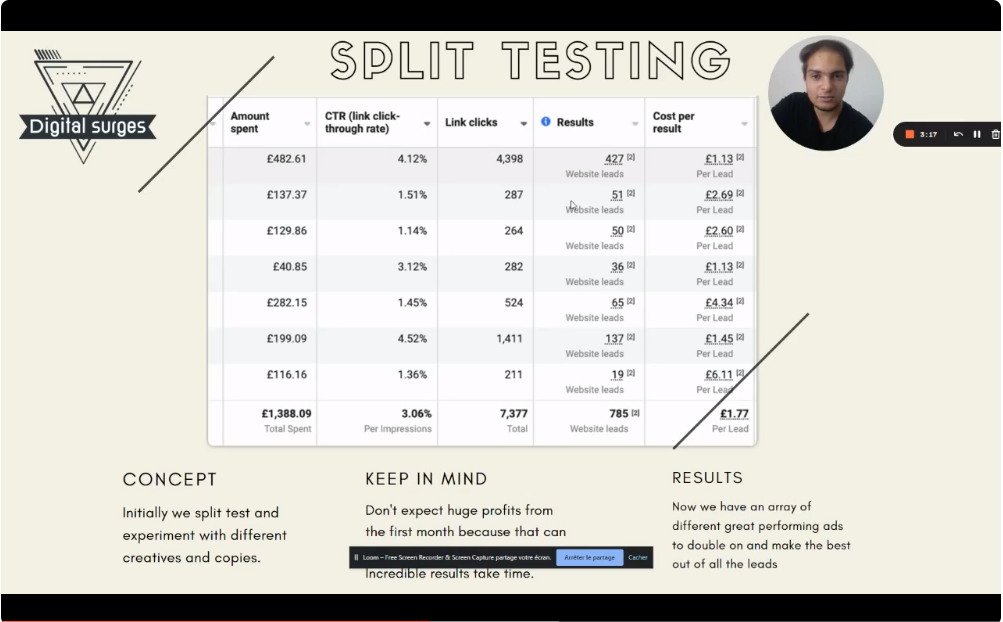 SPLIT TESTING
Digital surges
3:17
Amount spent CTR (link click-through rate) Link clicks Results Cost per result
£482.61 4.12% 4,398 427 [2] £1.13 [2]
Website leads Per Lead
£137.37 1.51% 287 51 [2] £2.69 [2]
Website leads Per Lead
£129.86 1.14% 264 50 [2] £2.60 [2]
Website leads Per Lead
£40.85 3.12% 282 36 [2] £1.13 [2]
Website leads Per Lead
£282.15 1.45% 524 65 [2] £4.34 [2]
Website leads Per Lead
£199.09 4.52% 1,411 137 [2] £1.45 [2]
Website leads Per Lead
£116.16 1.36% 211 19 [2] £6.11 [2]
Website leads Per Lead
£1,388.09 3.06% 7,377 785 [2] £1.77
Total Spent Per Impressions Total Website leads Per Lead
CONCEPT
Initially we split test and
experiment with different
creatives and copies.
KEEP IN MIND
Don't expect huge profits from
the first month because that can
Loom – Free Screen Recorder & Screen Capture partage votre écran. Arrêter le partage Cacher
Incredible results take time.
RESULTS
Now we have an array of
different great performing ads
to double on and make the best
out of all the leads